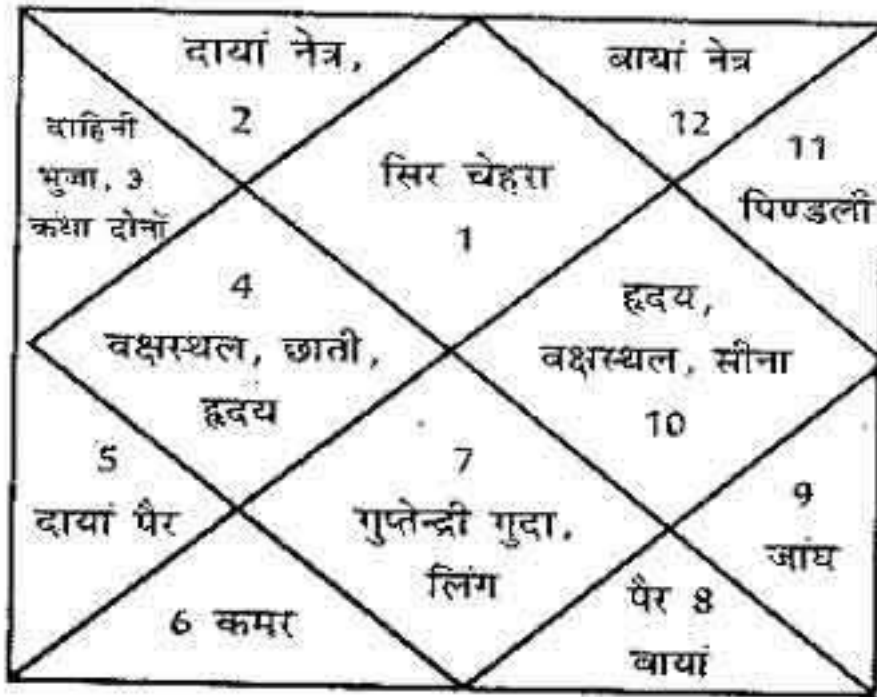 दायां नेत्र,
2
बायां नेत्र
12
दाहिनी
भुजा, 3
कंधा दोनों
सिर चेहरा
1
11
पिण्डली
4
वक्षस्थल, छाती,
हृदय
हृदय,
वक्षस्थल, सीना
10
5
दायां पैर
7
गुप्तेन्द्री गुदा,
लिंग
9
जांघ
6 कमर
पैर 8
बायां